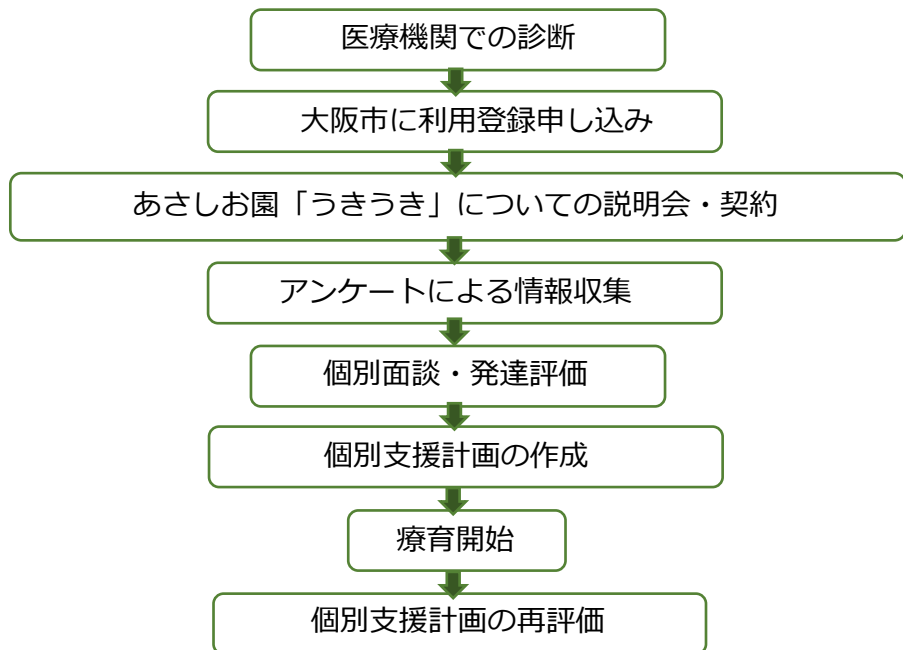 医療機関での診断
大阪市に利用登録申し込み
あさしお園「うきうき」についての説明会・契約
アンケートによる情報収集
個別面談・発達評価
個別支援計画の作成
療育開始
個別支援計画の再評価